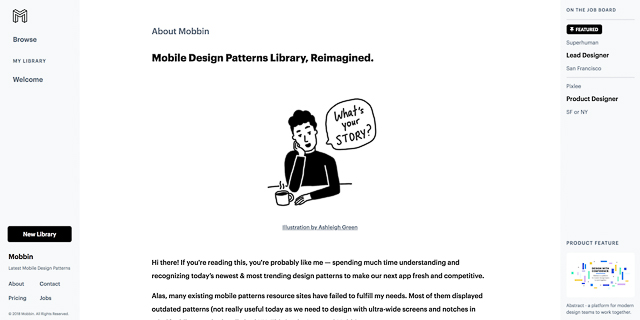 Browse
MY LIBRARY
Welcome
New Library
Mobbin
Latest Mobile Design Patterns
About Contact
Pricing Jobs
© 2018 Mobbin. All Rights Reserved.
About Mobbin
Mobile Design Patterns Library, Reimagined.
What's
your
STORY?
Illustration by Ashleigh Green
Hi there! If you're reading this, you're probably like me — spending much time understanding and
recognizing today's newest & most trending design patterns to make our next app fresh and competitive.
Alas, many existing mobile patterns resource sites have failed to fulfill my needs. Most of them displayed
outdated patterns (not really useful today as we need to design with ultra-wide screens and notches in
ON THE JOB BOARD
FEATURED
Superhuman
Lead Designer
San Francisco
Pixlee
Product Designer
SF or NY
PRODUCT FEATURE
Abstract - a platform for modern
design teams to work together.